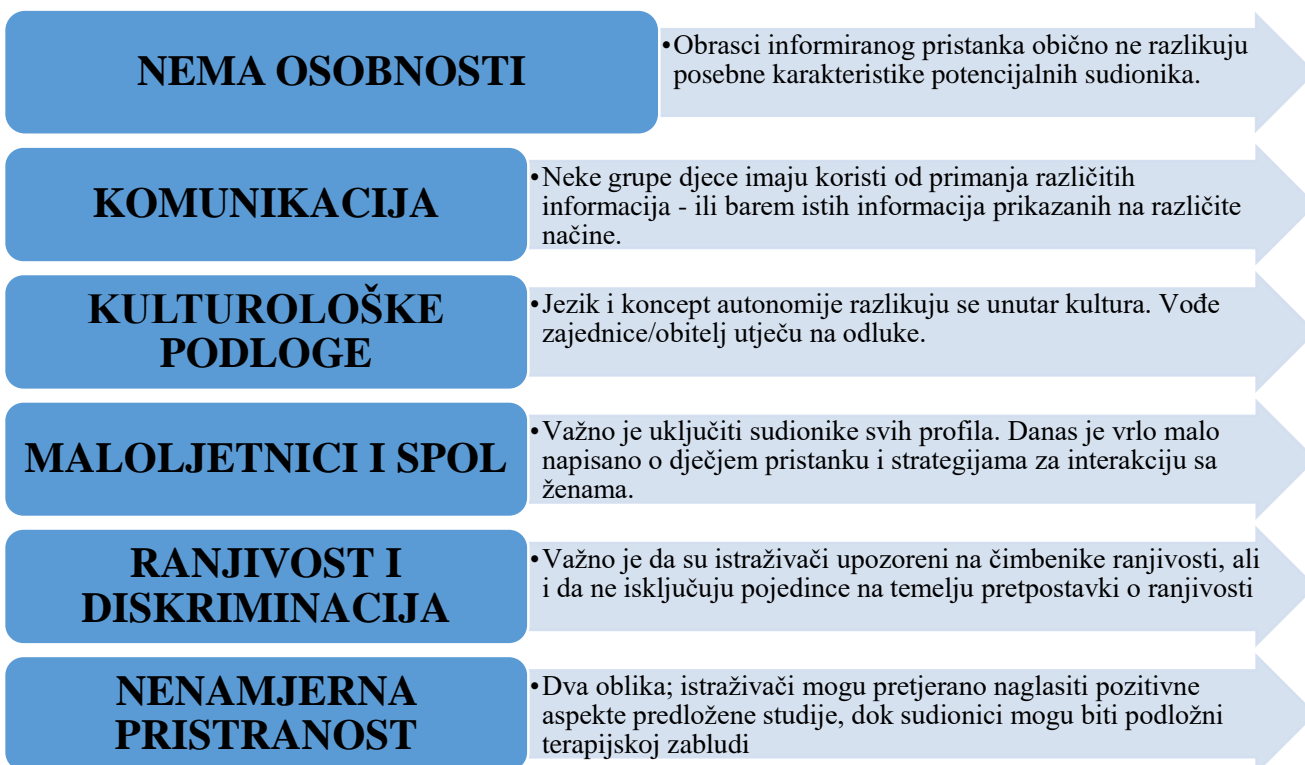 NEMA OSOBNOSTI
•Obrasci informiranog pristanka obično ne razlikuju
posebne karakteristike potencijalnih sudionika.
KOMUNIKACIJA
•Neke grupe djece imaju koristi od primanja različitih
informacija - ili barem istih informacija prikazanih na različite
načine.
KULTUROLOŠKE
PODLOGE
•Jezik i koncept autonomije razlikuju se unutar kultura. Vođe
zajednice/obitelj utječu na odluke.
MALOLJETNICI I SPOL
•Važno je uključiti sudionike svih profila. Danas je vrlo malo
napisano o dječjem pristanku i strategijama za interakciju sa
ženama.
RANJIVOST I
DISKRIMINACIJA
•Važno je da su istraživači upozoreni na čimbenike ranjivosti, ali
i da ne isključuju pojedince na temelju pretpostavki o ranjivosti
NENAMJERNA
PRISTRANOST
•Dva oblika; istraživači mogu pretjerano naglasiti pozitivne
aspekte predložene studije, dok sudionici mogu biti podložni
terapijskoj zabludi